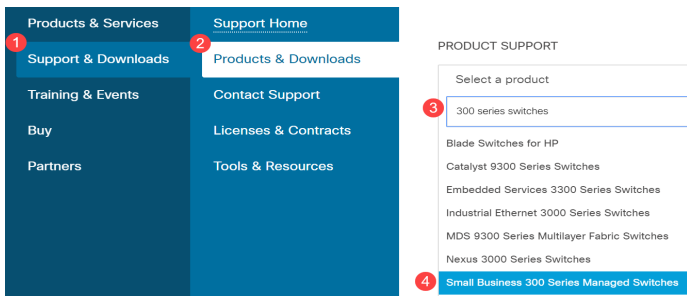 Products & Services
1
Support & Downloads
Training & Events
Buy
Partners
Support Home
2
Products & Downloads
Contact Support
Licenses & Contracts
Tools & Resources
PRODUCT SUPPORT
Select a product
3
300 series switches
Blade Switches for HP
Catalyst 9300 Series Switches
Embedded Services 3300 Series Switches
Industrial Ethernet 3000 Series Switches
MDS 9300 Series Multilayer Fabric Switches
Nexus 3000 Series Switches
4
Small Business 300 Series Managed Switches